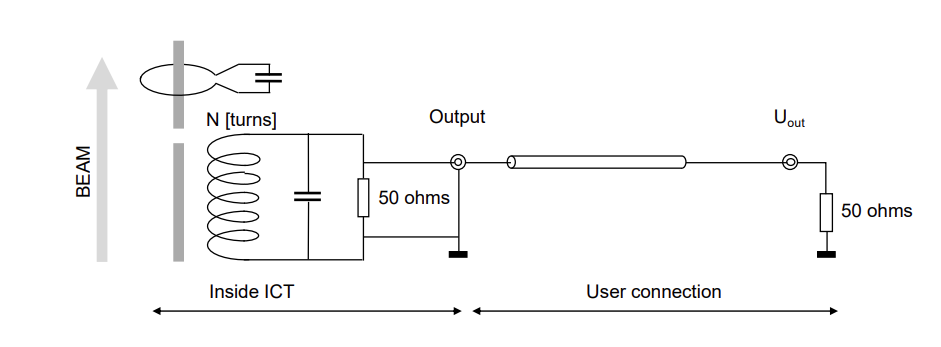 N [turns]
Output
Uout
BEAM
50 ohms
50 ohms
Inside ICT
User connection